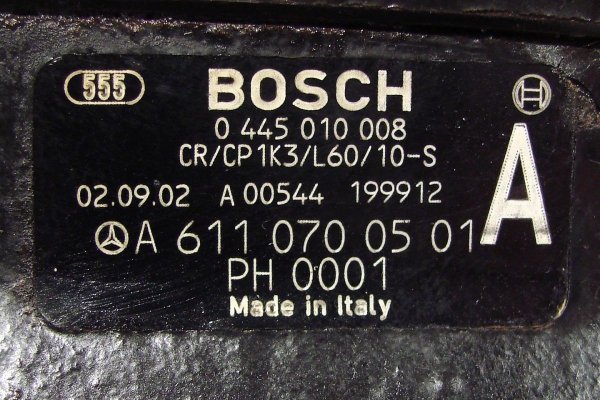 555 BOSCH
0 445 010 008
CR/CP1K3/L60/10-S
A
02.09.02 A 00544 199912
A 611 070 05 01
PH 0001
Made in Italy